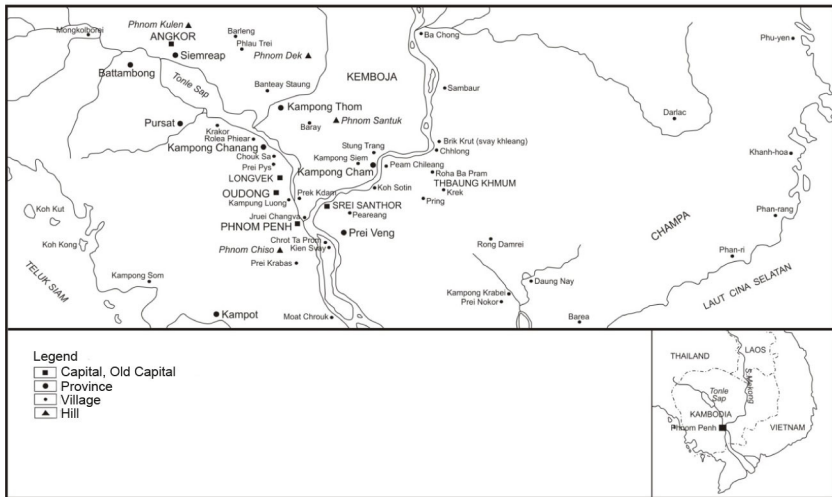 Phnom Kulen
Mongkolborei
ANGKOR
Barleng
Phlau Trei
Siemreap
Phnom Dek
Battambong
Tonle Sap
Banteay Staung
KEMBOJA
Ba Chong
Phu-yen
Sambaur
Kampong Thom
Phnom Santuk
Baray
Darlac
Pursat
Krakor
Rolea Phiear
Kampong Chanang
Chouk Sa
Prei Pys
Stung Trang
Kampong Siem
Kampong Cham
Brik Krut (svay khleang)
Chhlong
Peam Chileang
Roha Ba Pram
THBAUNG KHMUM
Krek
Pring
Khanh-hoa
LONGVEK
OUDONG
Prek Kdam
Kampung Luong
Koh Sotin
SREI SANTHOR
Peareang
Jruei Changva
PHNOM PENH
Prei Veng
Chrot Ta Proch
Kien Svay
Phnom Chiso
Prei Krabas
Koh Kut
Koh Kong
TELUK SIAM
Kampong Som
Kampot
Moat Chrouk
Rong Damrei
CHAMPA
Phan-rang
Phan-ri
Daung Nay
Kampong Krabei
Prei Nokor
Barea
LAUT CINA SELATAN
Legend
Capital, Old Capital
Province
Village
Hill
THAILAND
LAOS
S. Mekong
Tonle
Sap
KAMBODIA
Phnom Penh
VIETNAM